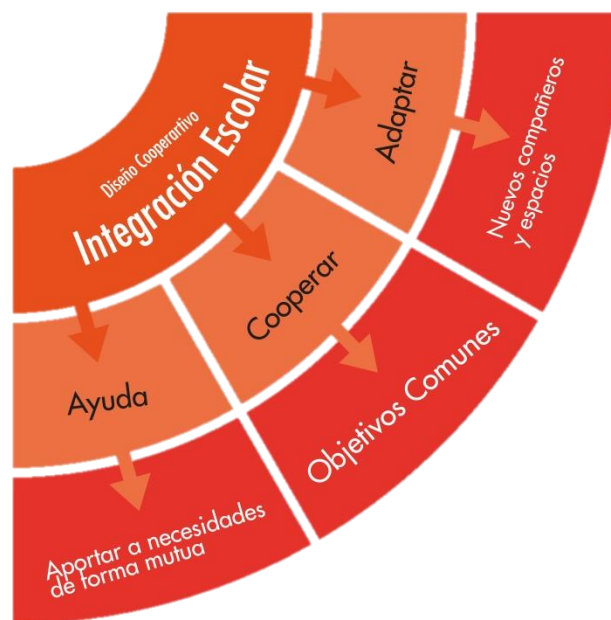 Diseño Cooperartivo
Integración Escolar
Adaptar
Nuevos compañeros
y espacios
Cooperar
Objetivos Comunes
Ayuda
Aportar a necesidades
de forma mutua